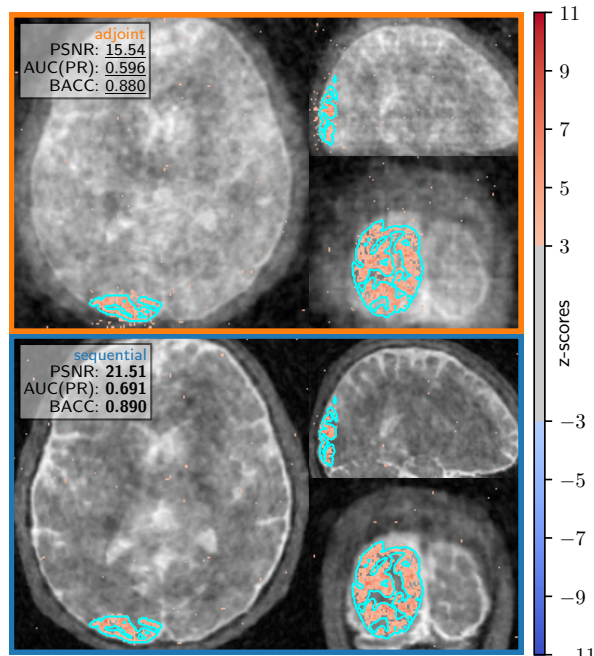 adjoint
PSNR: 15.54
AUC(PR): 0.596
BACC: 0.880
sequential
PSNR: 21.51
AUC(PR): 0.691
BACC: 0.890
11
9
7
5
3
−3
−5
−7
−9
−11
z-scores